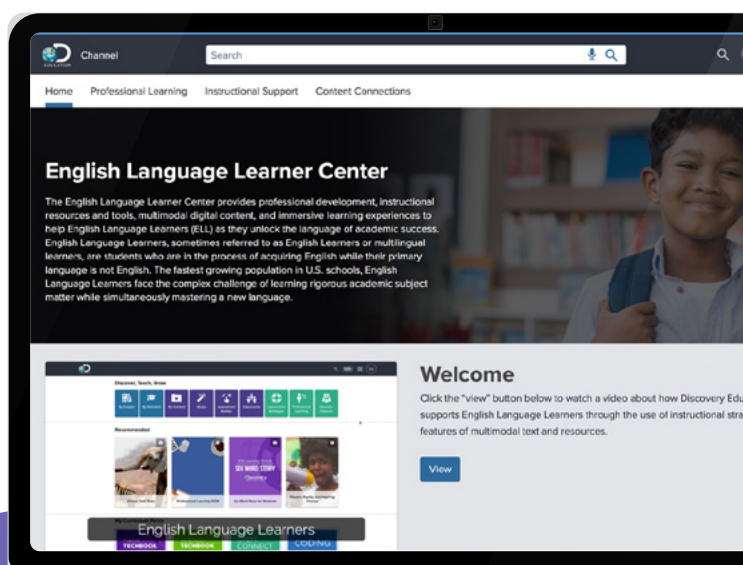 Channel
Search
Home Professional Learning Instructional Support Content Connections
English Language Learner Center
The English Language Learner Center provides professional development, instructional
resources and tools, multimodal digital content, and immersive learning experiences to
help English Language Learners (ELL) as they unlock the language of academic success.
English Language Learners, sometimes referred to as English Learners or multilingual
learners, are students who are in the process of acquiring English while their primary
language is not English. The fastest growing population in U.S. schools, English
Language Learners face the complex challenge of learning rigorous academic subject
matter while simultaneously mastering a new language.
Discover, Teach, Grow
Recommended
SIX WORD STORY
English Language Learners
TECHBOOK TECHBOOK CONNECT CODING
Welcome
Click the "view" button below to watch a video about how Discovery Edu
supports English Language Learners through the use of instructional stra
features of multimodal text and resources.
View